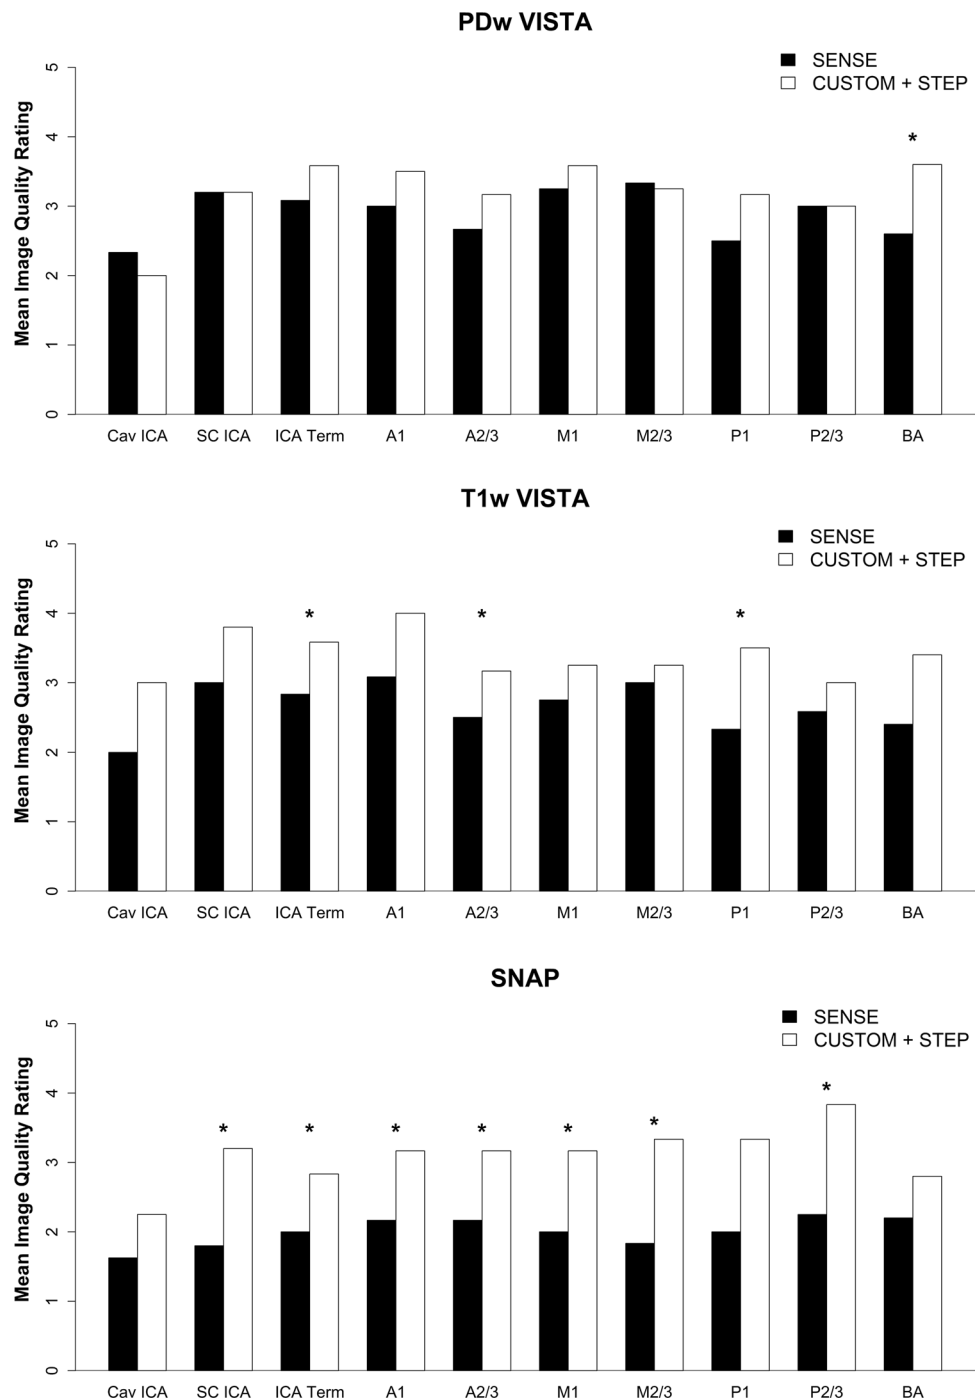 PDw VISTA
SENSE
CUSTOM + STEP
Mean Image Quality Rating
5
4
3
2
1
0
*
Cav ICA SC ICA ICA Term A1 A2/3 M1 M2/3 P1 P2/3 BA
T1w VISTA
SENSE
CUSTOM + STEP
Mean Image Quality Rating
5
4
3
2
1
0
* * *
Cav ICA SC ICA ICA Term A1 A2/3 M1 M2/3 P1 P2/3 BA
SNAP
SENSE
CUSTOM + STEP
Mean Image Quality Rating
5
4
3
2
1
0
* * * * * * *
Cav ICA SC ICA ICA Term A1 A2/3 M1 M2/3 P1 P2/3 BA